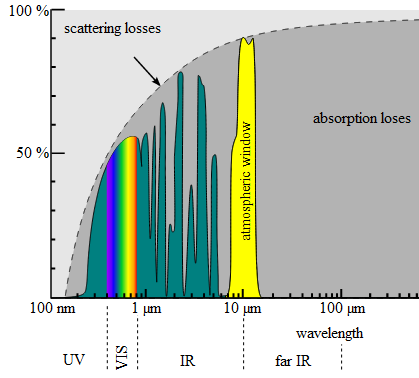 100 %
scattering losses
absorption loses
50 %
atmospheric window
100 nm 1 µm 10 µm 100 µm
wavelength
UV VIS IR far IR